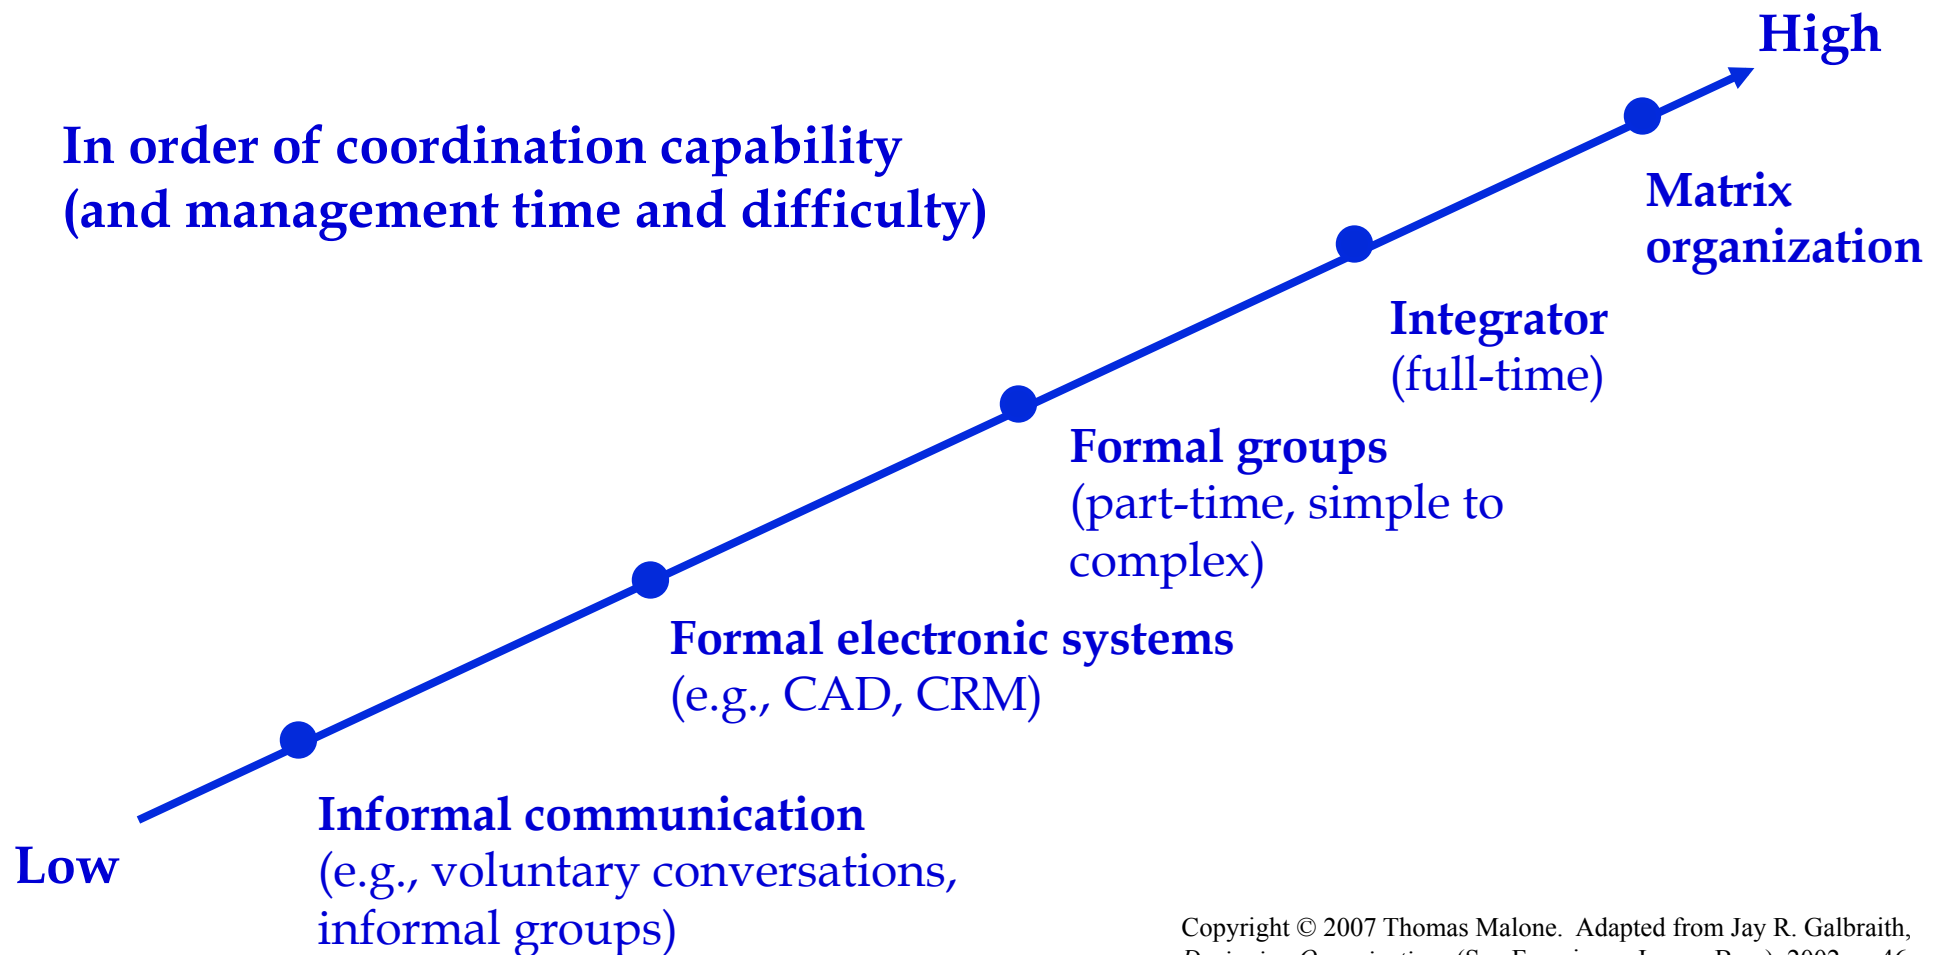 High
In order of coordination capability
(and management time and difficulty)
Matrix
organization
Integrator
(full-time)
Formal groups
(part-time, simple to
complex)
Formal electronic systems
(e.g., CAD, CRM)
Informal communication
(e.g., voluntary conversations,
informal groups)
Low
Copyright © 2007 Thomas Malone. Adapted from Jay R. Galbraith,